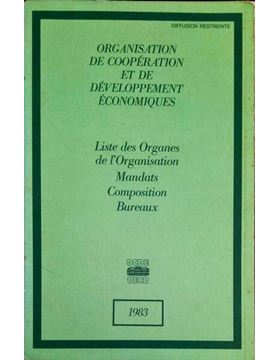 DIFFUSION RESTREINTE
ORGANISATION
DE COOPÉRATION
ET DE
DÉVELOPPEMENT
ÉCONOMIQUES
Liste des Organes
de l'Organisation
Mandats
Composition
Bureaux
OCDE
OECD
1983